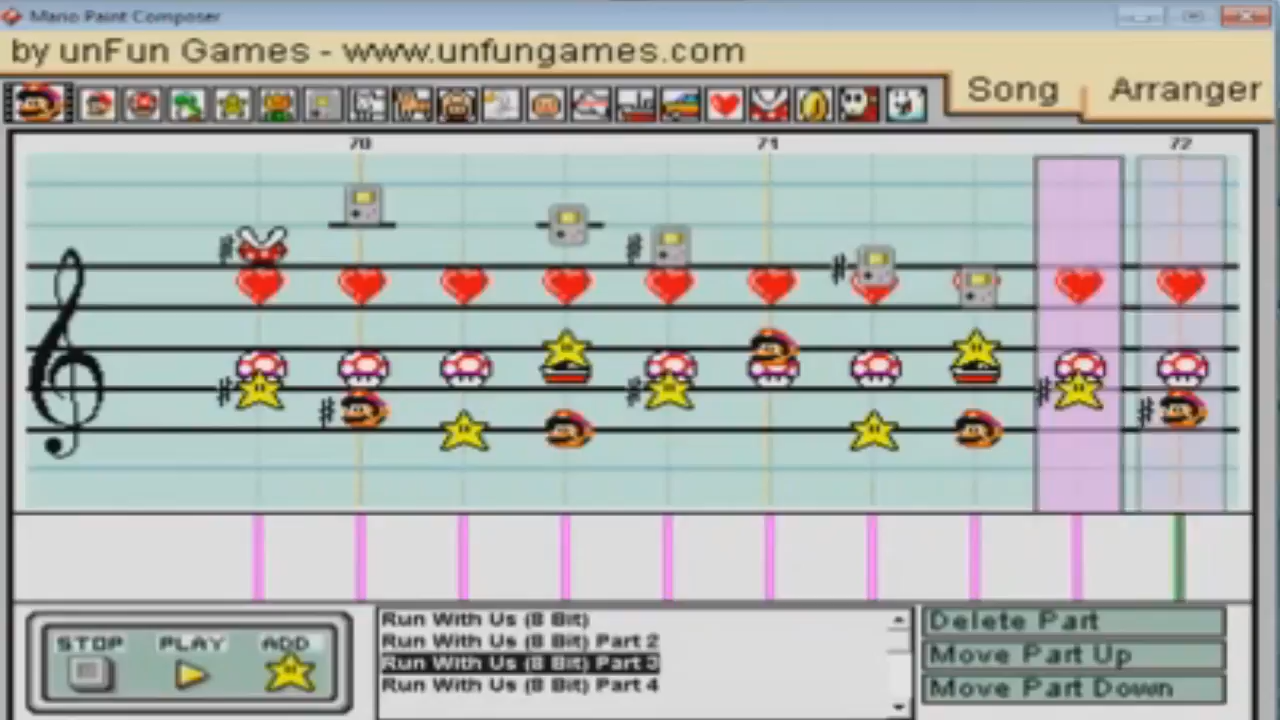 Mario Paint Composer
by unFun Games - www.unfungames.com
Song
Arranger
70
71
72
STOP
PLAY
ADD
Run With Us (8 Bit)
Run With Us (8 Bit) Part 2
Run With Us (8 Bit) Part 3
Run With Us (8 Bit) Part 4
Delete Part
Move Part Up
Move Part Down